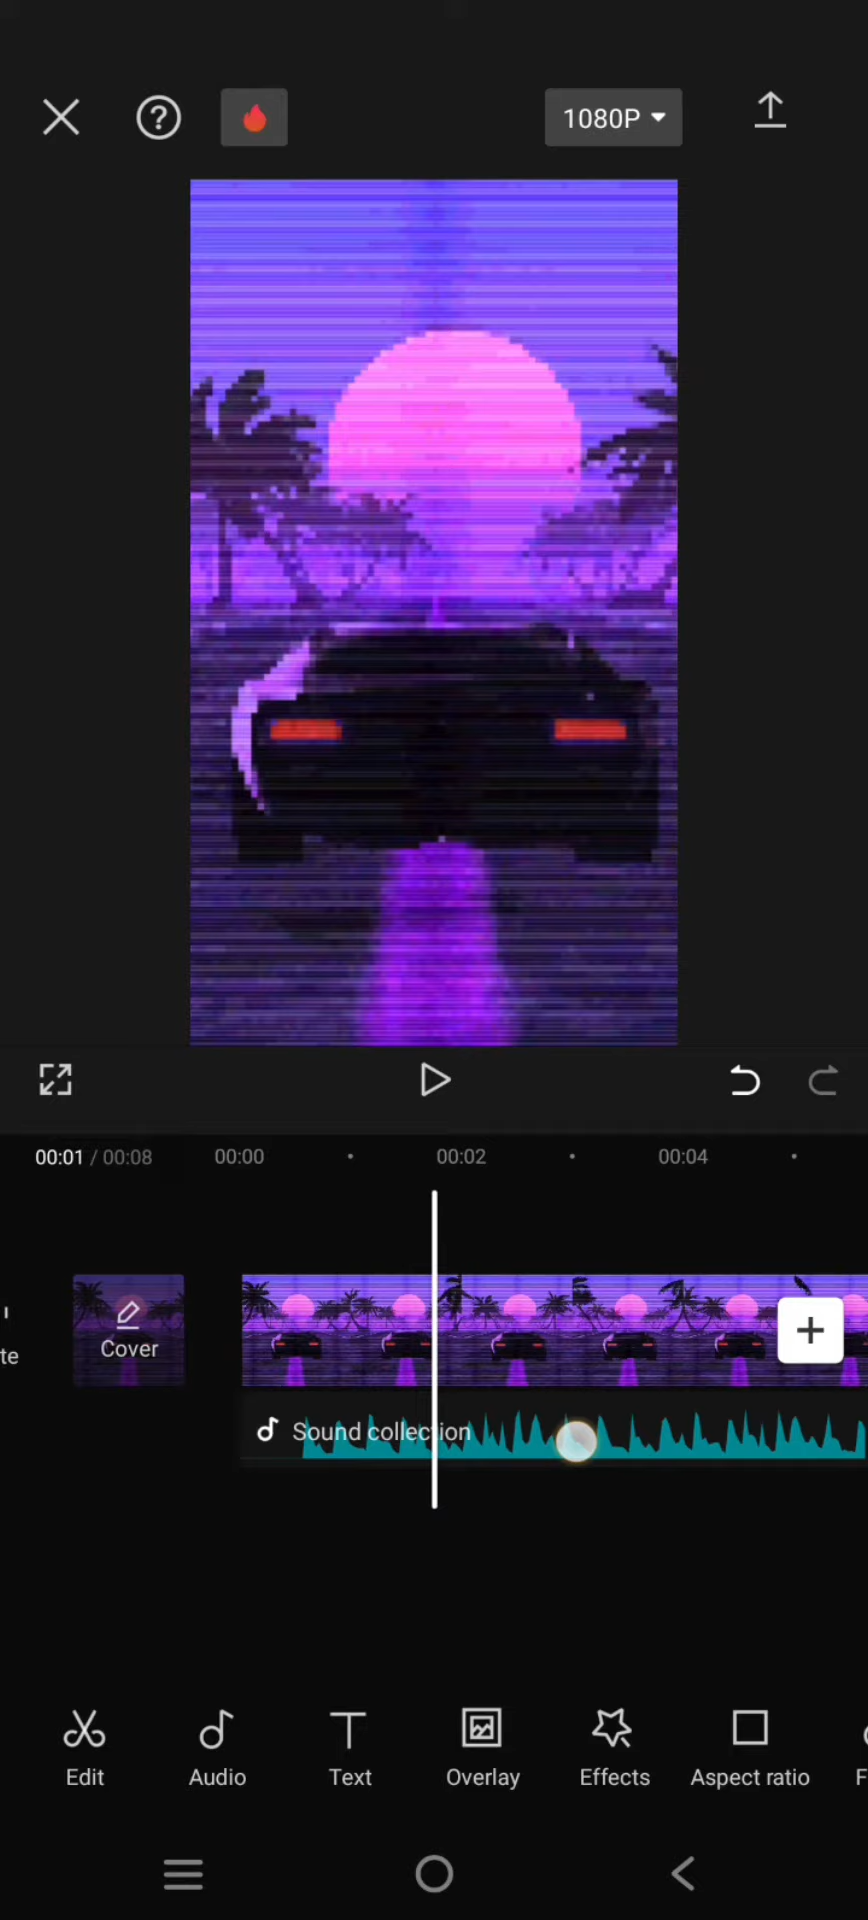 1080P
00:01 / 00:08
00:00
00:02
00:04
te
Cover
Sound collection
Edit
Audio
Text
Overlay
Effects
Aspect ratio
F